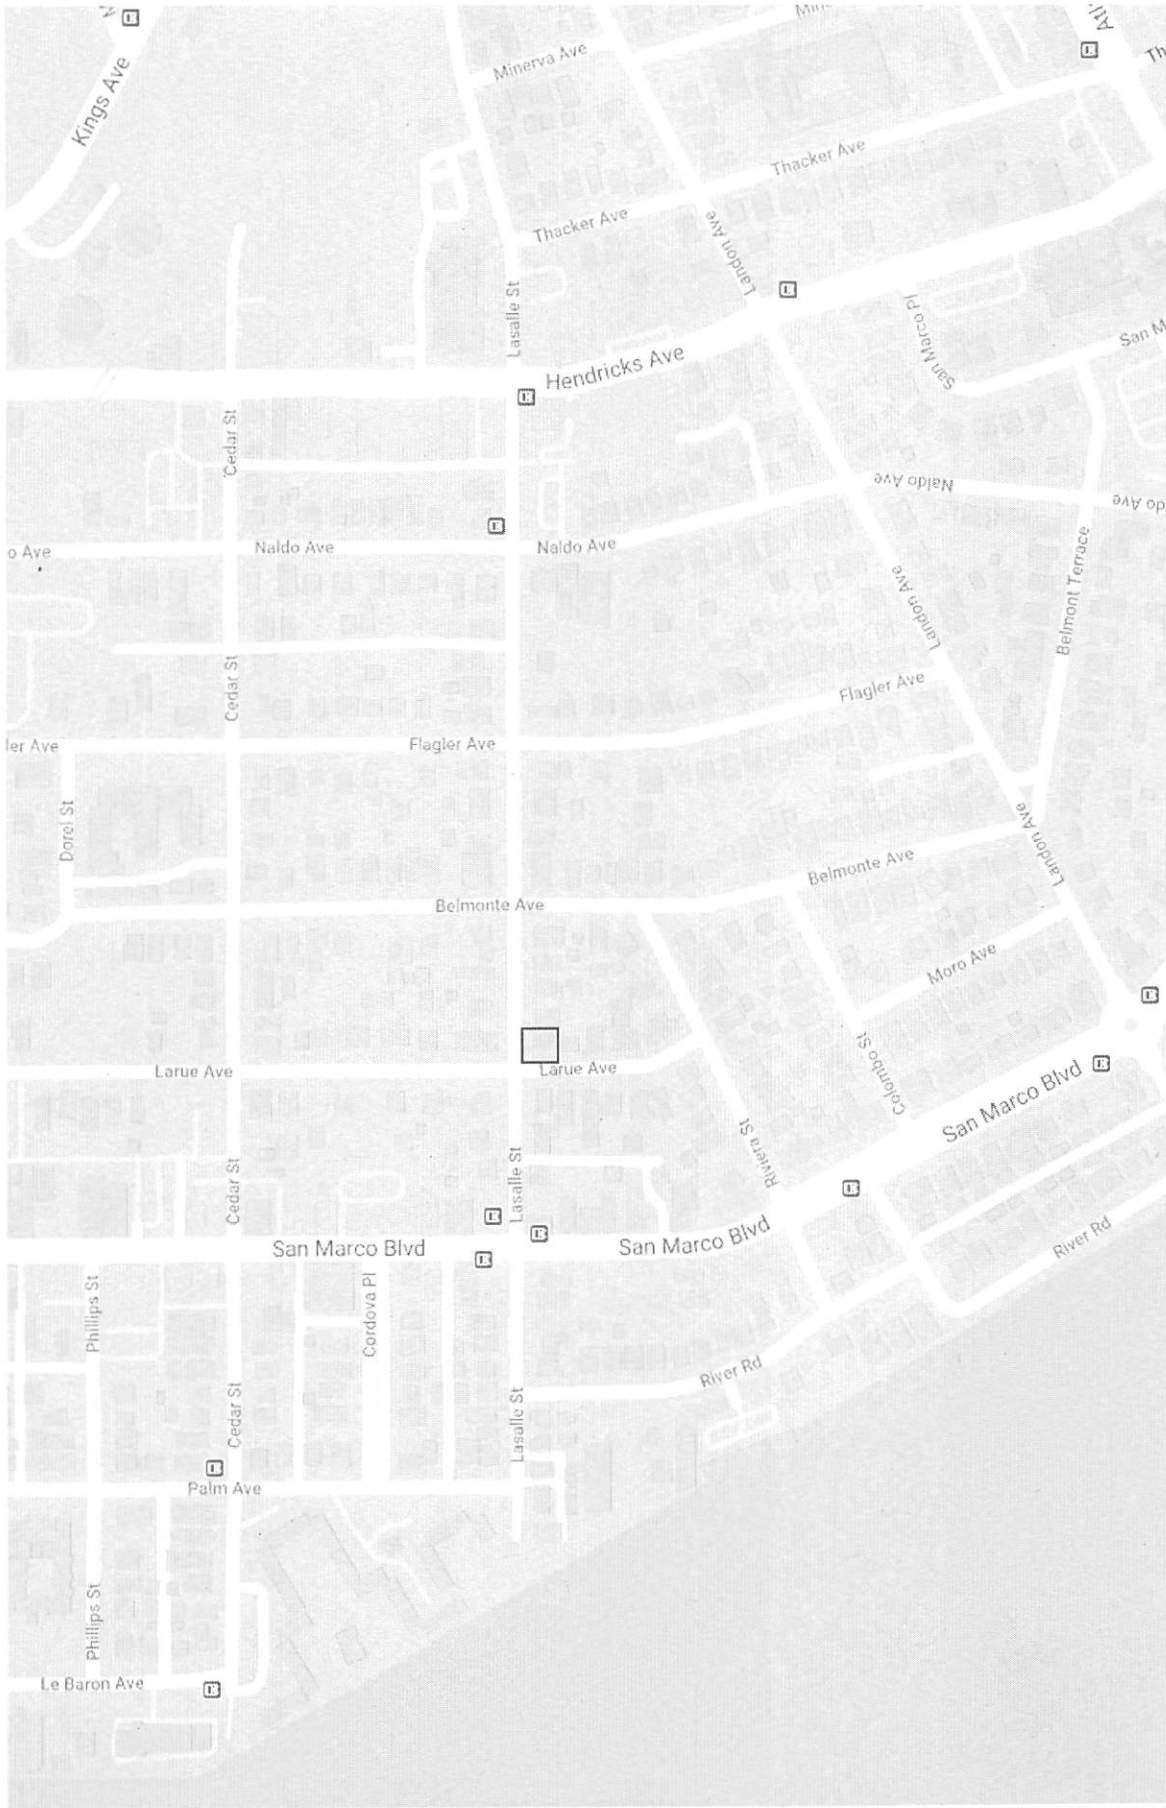 Kings Ave
Minerva Ave
Thacker Ave
Thacker Ave
Landon Ave
Lasalle St
San Marco Pl
Hendricks Ave
Cedar St
Naldo Ave
Naldo Ave
Naldo Ave
Landon Ave
Belmont Terrace
Cedar St
Flagler Ave
Flagler Ave
Dorel St
Landon Ave
Belmonte Ave
Belmonte Ave
Moro Ave
Colombo St
Larue Ave
Larue Ave
San Marco Blvd
Riviera St
Cedar St
Lasalle St
San Marco Blvd
San Marco Blvd
River Rd
Phillips St
Cordova Pl
River Rd
Cedar St
Lasalle St
Palm Ave
Phillips St
Le Baron Ave